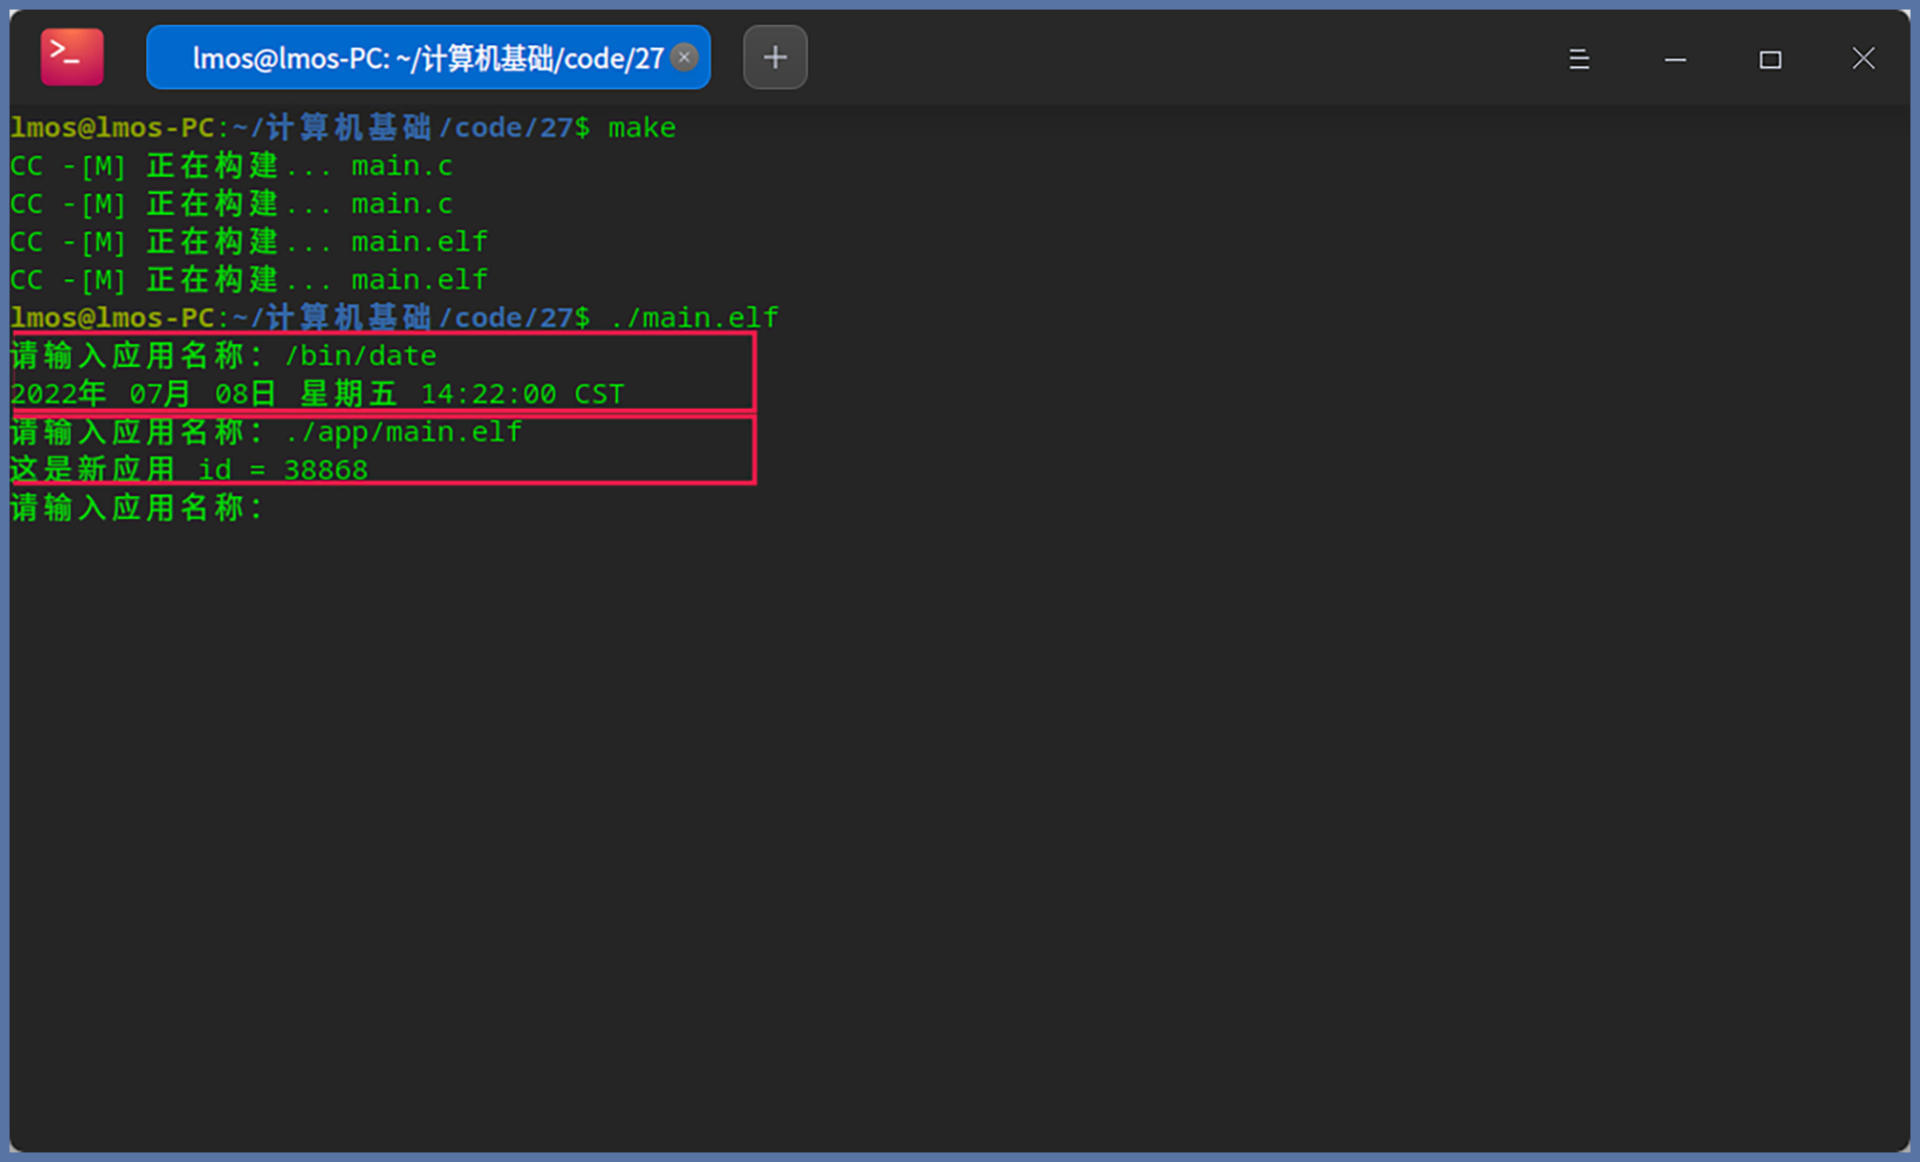 lmos@lmos-PC: ~/计算机基础/code/27
lmos@lmos-PC:~/计算机基础/code/27$ make
CC -[M] 正在构建... main.c
CC -[M] 正在构建... main.c
CC -[M] 正在构建... main.elf
CC -[M] 正在构建... main.elf
lmos@lmos-PC:~/计算机基础/code/27$ ./main.elf
请输入应用名称：/bin/date
2022年 07月 08日 星期五 14:22:00 CST
请输入应用名称：./app/main.elf
这是新应用 id = 38868
请输入应用名称：